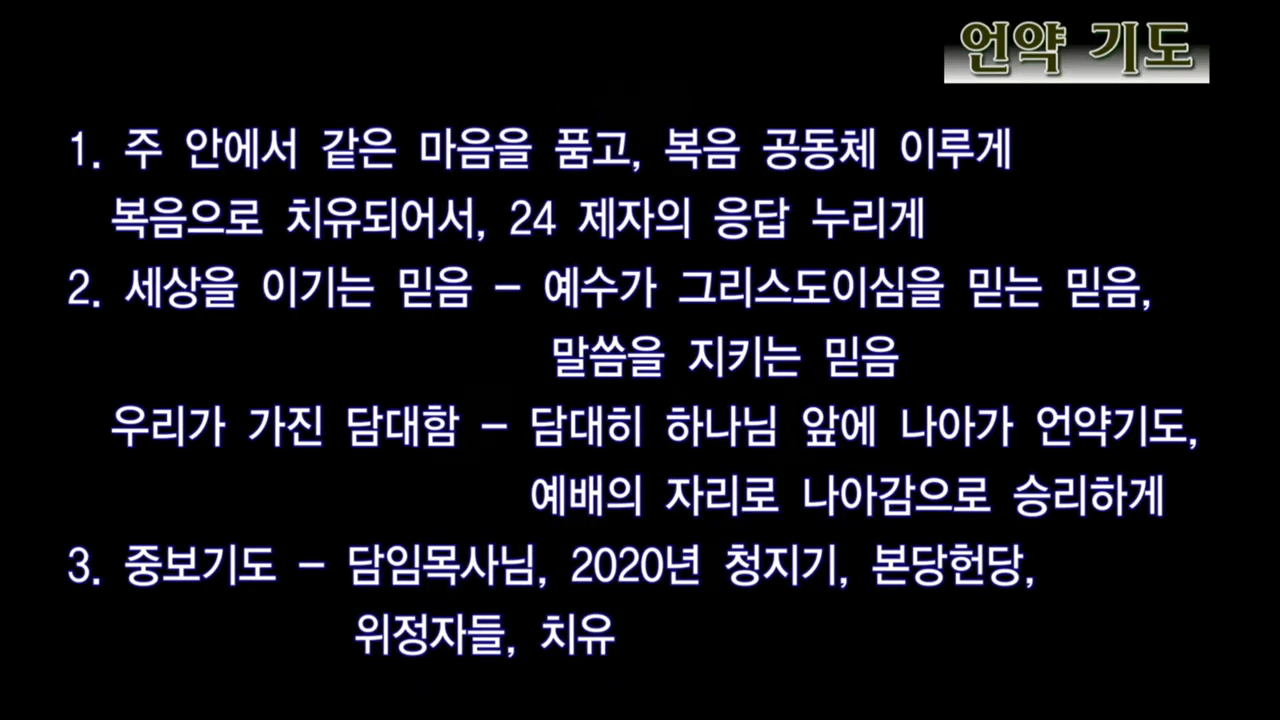 언약 기도
1. 주 안에서 같은 마음을 품고, 복음 공동체 이루게
복음으로 치유되어서, 24 제자의 응답 누리게
2. 세상을 이기는 믿음 - 예수가 그리스도이심을 믿는 믿음,
말씀을 지키는 믿음
우리가 가진 담대함 - 담대히 하나님 앞에 나아가 언약기도,
예배의 자리로 나아감으로 승리하게
3. 중보기도 - 담임목사님, 2020년 청지기, 본당헌당,
위정자들, 치유